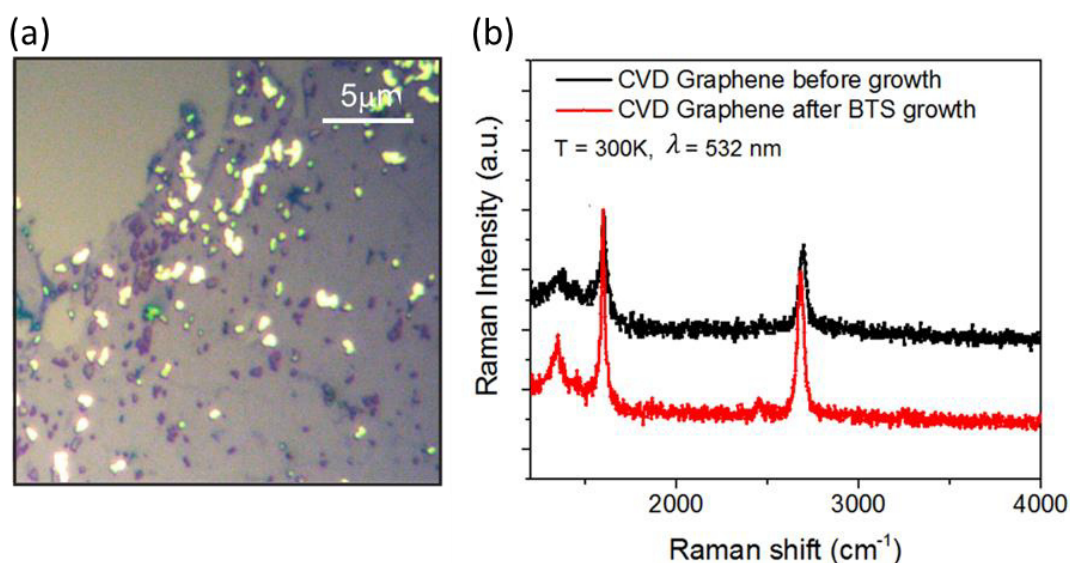 (a)
5μm
(b)
CVD Graphene before growth
CVD Graphene after BTS growth
T = 300K, λ = 532 nm
Raman Intensity (a.u.)
2000 3000 4000
Raman shift (cm⁻¹)